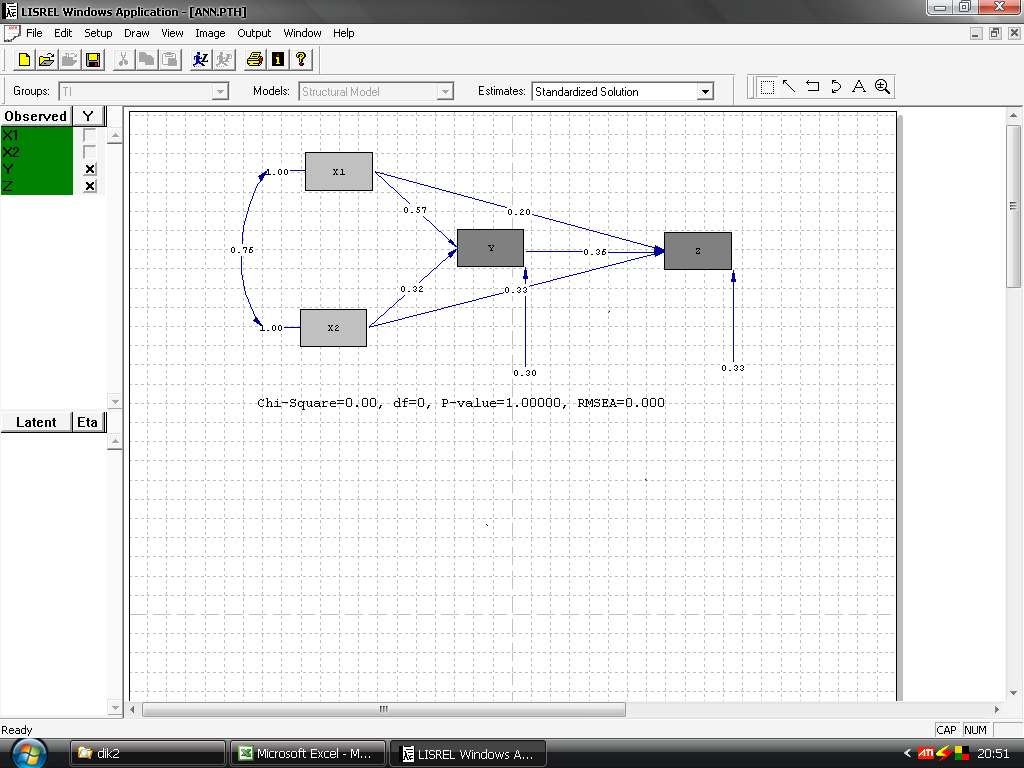 LISREL Windows Application - [ANN.PTH]
File Edit Setup Draw View Image Output Window Help
Groups: TI Models: Structural Model Estimates: Standardized Solution
Observed Y
X1
X2
Y
Z
Latent Eta
1.00 X1
0.57 0.20
0.75 Y 0.36 Z
0.32 0.33
1.00 X2
0.30 0.33
Chi-Square=0.00, df=0, P-value=1.00000, RMSEA=0.000
Ready CAP NUM
dik2 Microsoft Excel - M... LISREL Windows A... ATI 20:51